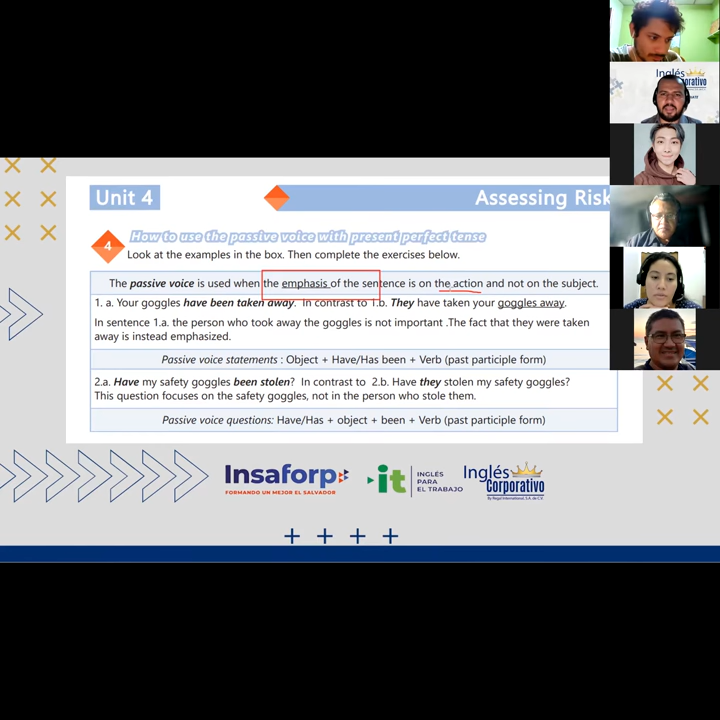 Inglés
Corporativo
Unit 4
Assessing Risk
4
How to use the passive voice with present perfect tense
Look at the examples in the box. Then complete the exercises below.
The passive voice is used when the emphasis of the sentence is on the action and not on the subject.
1. a. Your goggles have been taken away. In contrast to 1.b. They have taken your goggles away.
In sentence 1.a. the person who took away the goggles is not important .The fact that they were taken
away is instead emphasized.
Passive voice statements : Object + Have/Has been + Verb (past participle form)
2.a. Have my safety goggles been stolen? In contrast to 2.b. Have they stolen my safety goggles?
This question focuses on the safety goggles, not in the person who stole them.
Passive voice questions: Have/Has + object + been + Verb (past participle form)
Insaforp
FORMANDO UN MEJOR EL SALVADOR
it
INGLÉS
PARA
EL TRABAJO
Inglés
Corporativo
By Regal International, S.A. de C.V.